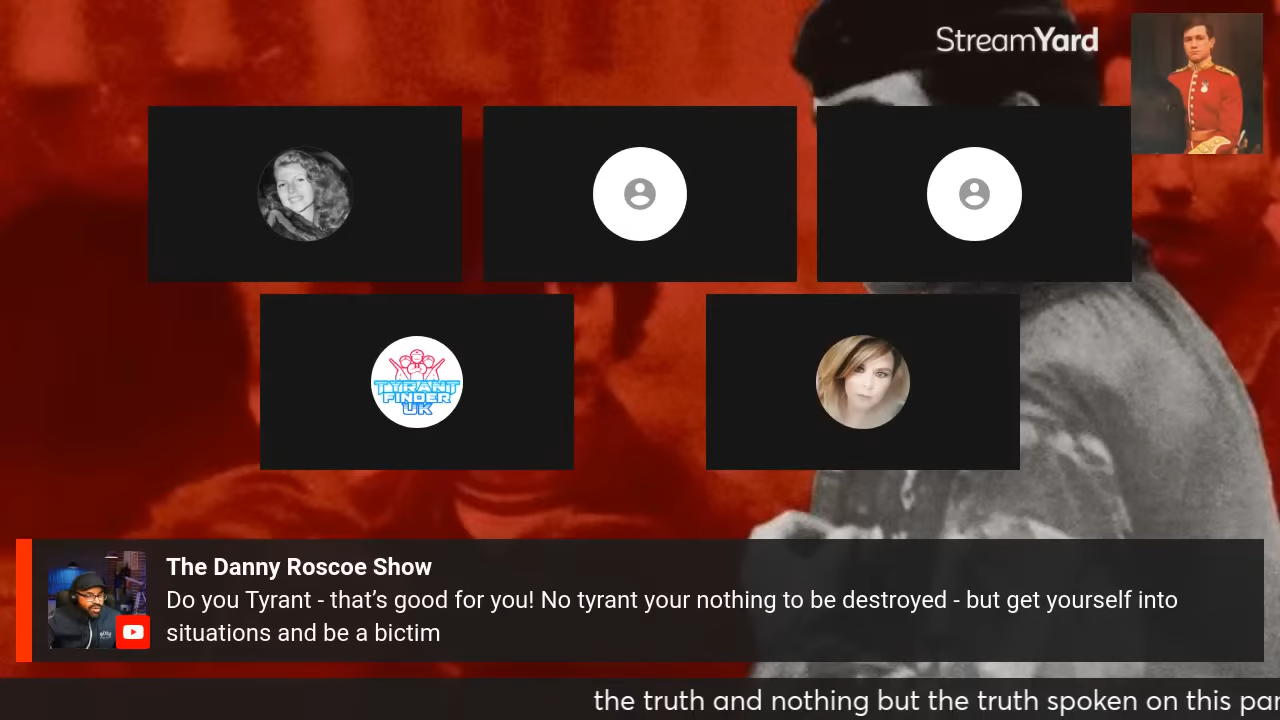 StreamYard
TYRANT
FINDER
UK
The Danny Roscoe Show
Do you Tyrant - that’s good for you! No tyrant your nothing to be destroyed - but get yourself into
situations and be a bictim
the truth and nothing but the truth spoken on this pa